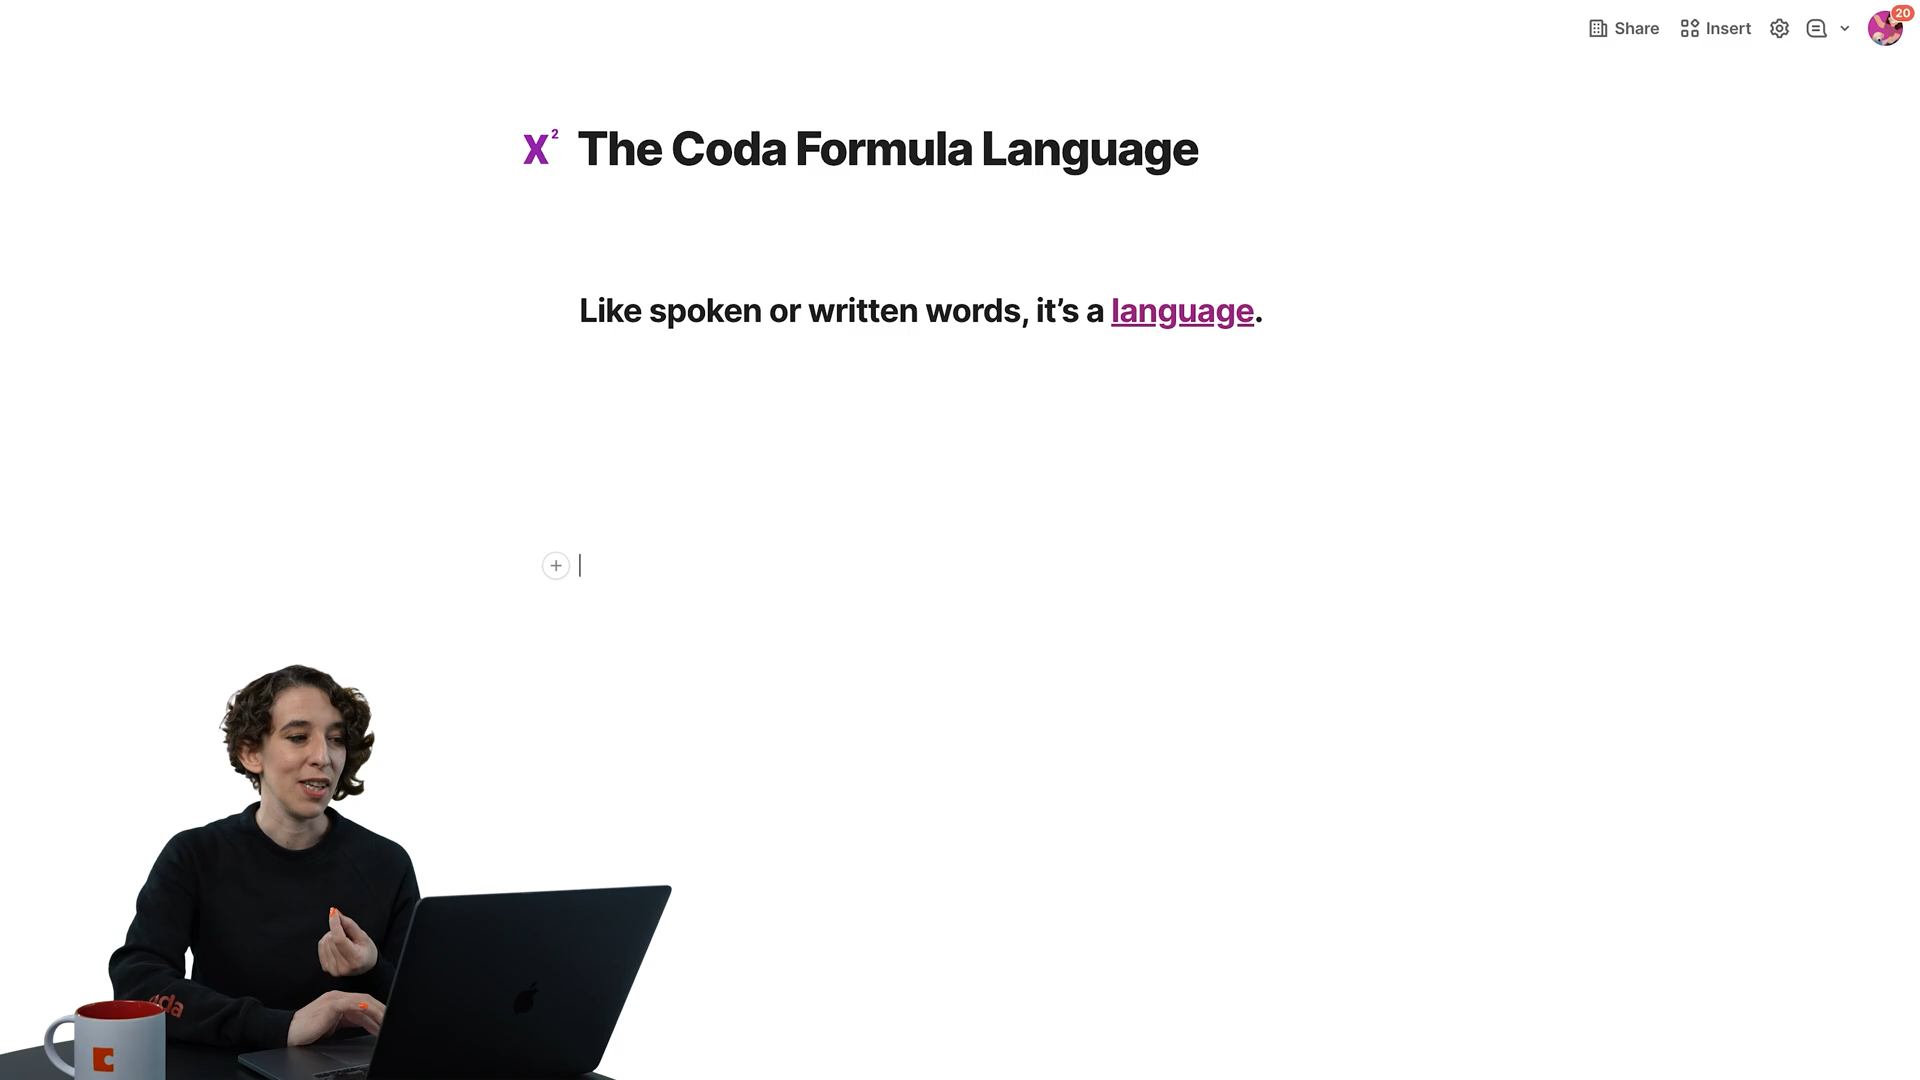 Share
Insert
20
X²
The Coda Formula Language
Like spoken or written words, it’s a language.